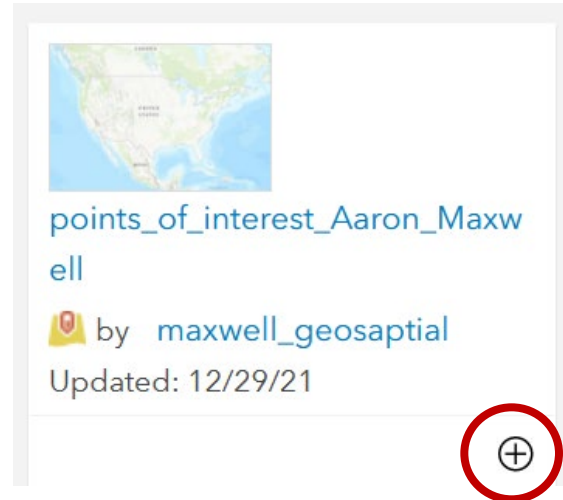 points_of_interest_Aaron_Maxw
ell
by maxwell_geosaptial
Updated: 12/29/21